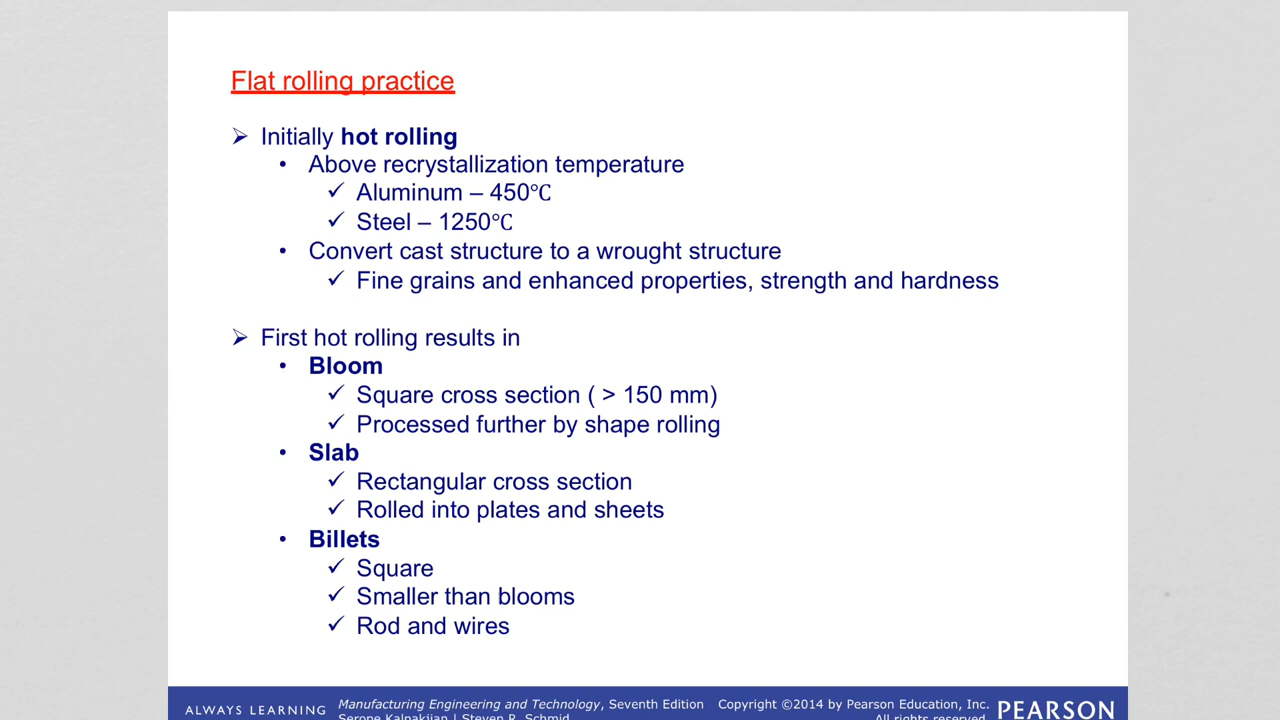 Flat rolling practice
➢ Initially hot rolling
• Above recrystallization temperature
✓ Aluminum – 450℃
✓ Steel – 1250℃
• Convert cast structure to a wrought structure
✓ Fine grains and enhanced properties, strength and hardness
➢ First hot rolling results in
• Bloom
✓ Square cross section ( > 150 mm)
✓ Processed further by shape rolling
• Slab
✓ Rectangular cross section
✓ Rolled into plates and sheets
• Billets
✓ Square
✓ Smaller than blooms
✓ Rod and wires
ALWAYS LEARNING
Manufacturing Engineering and Technology, Seventh Edition
Serope Kalpakjian | Steven R. Schmid
Copyright ©2014 by Pearson Education, Inc.
All rights reserved.
PEARSON